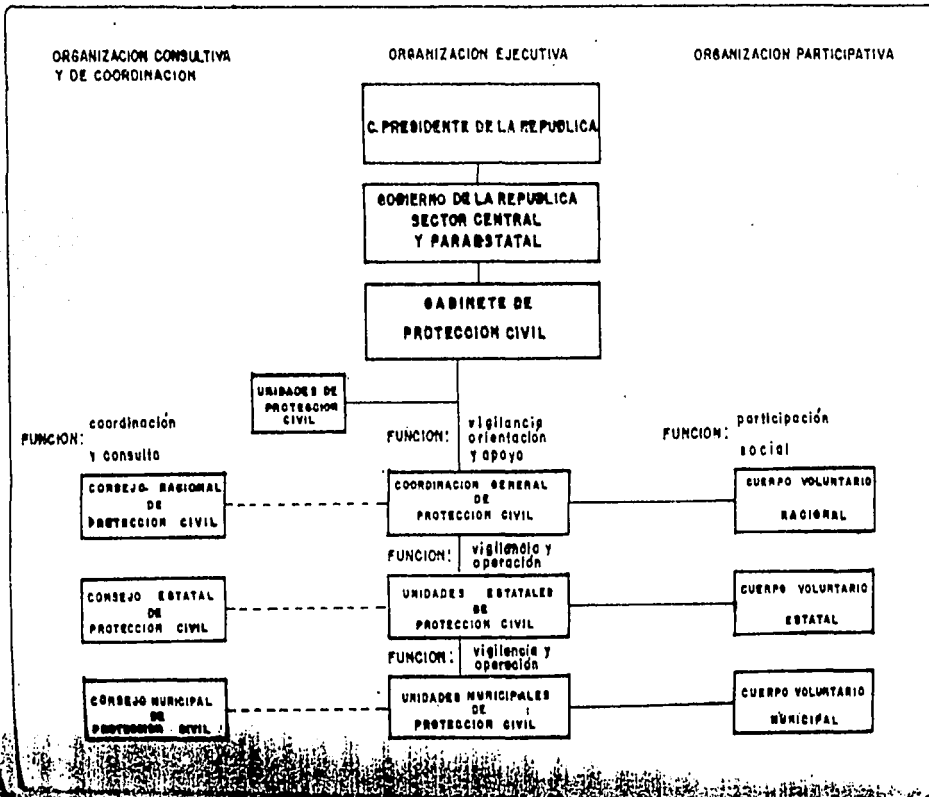 ORGANIZACION CONSULTIVA
Y DE COORDINACION
ORGANIZACION EJECUTIVA
ORGANIZACION PARTICIPATIVA
C. PRESIDENTE DE LA REPUBLICA
GOBIERNO DE LA REPUBLICA
SECTOR CENTRAL
Y PARAESTATAL
GABINETE DE
PROTECCION CIVIL
UNIDADES DE
PROTECCION
CIVIL
FUNCION: coordinación
y consulta
FUNCION: vigilancia
orientación
y apoyo
FUNCION: participación
social
CONSEJO NACIONAL
DE
PROTECCION CIVIL
COORDINACION GENERAL
DE
PROTECCION CIVIL
CUERPO VOLUNTARIO
NACIONAL
FUNCION: vigilancia y
operación
CONSEJO ESTATAL
DE
PROTECCION CIVIL
UNIDADES ESTATALES
DE
PROTECCION CIVIL
CUERPO VOLUNTARIO
ESTATAL
FUNCION: vigilancia y
operación
CONSEJO MUNICIPAL
DE
PROTECCION CIVIL
UNIDADES MUNICIPALES
DE
PROTECCION CIVIL
CUERPO VOLUNTARIO
MUNICIPAL